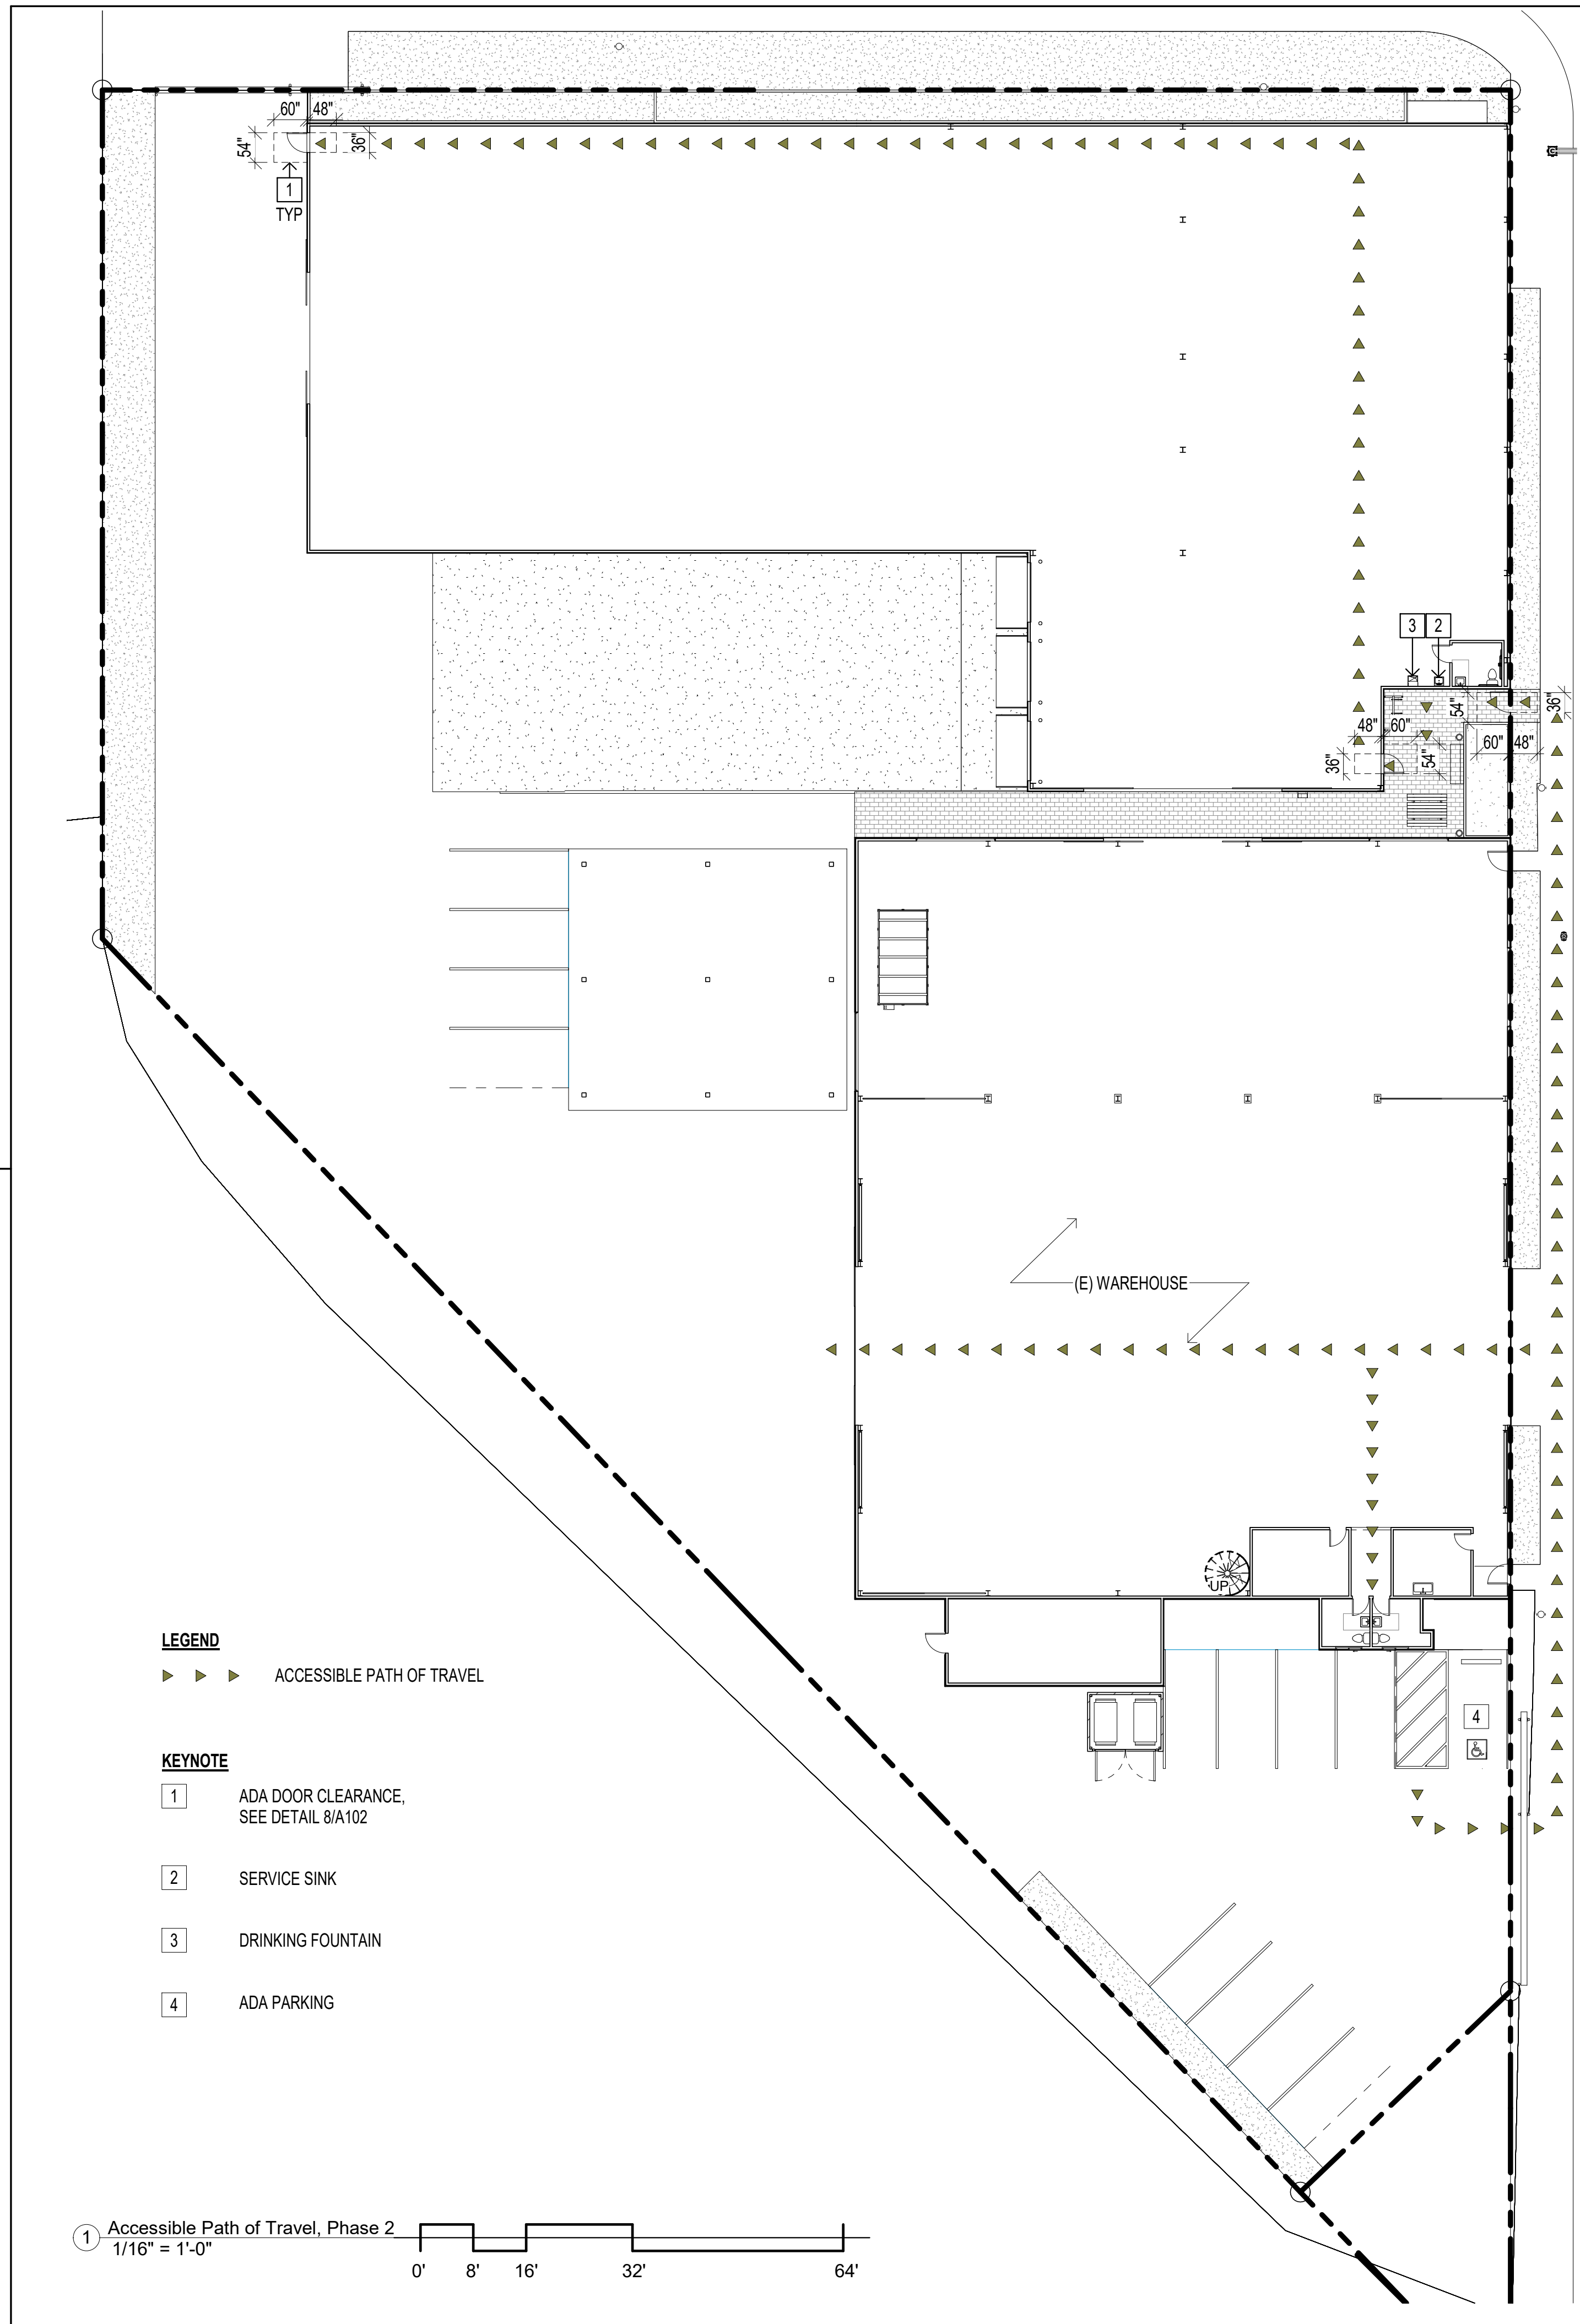 60" 48"
54"
36"
1
TYP
3 2
54"
36"
48" 60"
60" 48"
36"
54"
(E) WAREHOUSE
UP
LEGEND
ACCESSIBLE PATH OF TRAVEL
4
KEYNOTE
1 ADA DOOR CLEARANCE,
SEE DETAIL 8/A102
2 SERVICE SINK
3 DRINKING FOUNTAIN
4 ADA PARKING
1 Accessible Path of Travel, Phase 2
1/16" = 1'-0"
0' 8' 16' 32' 64'